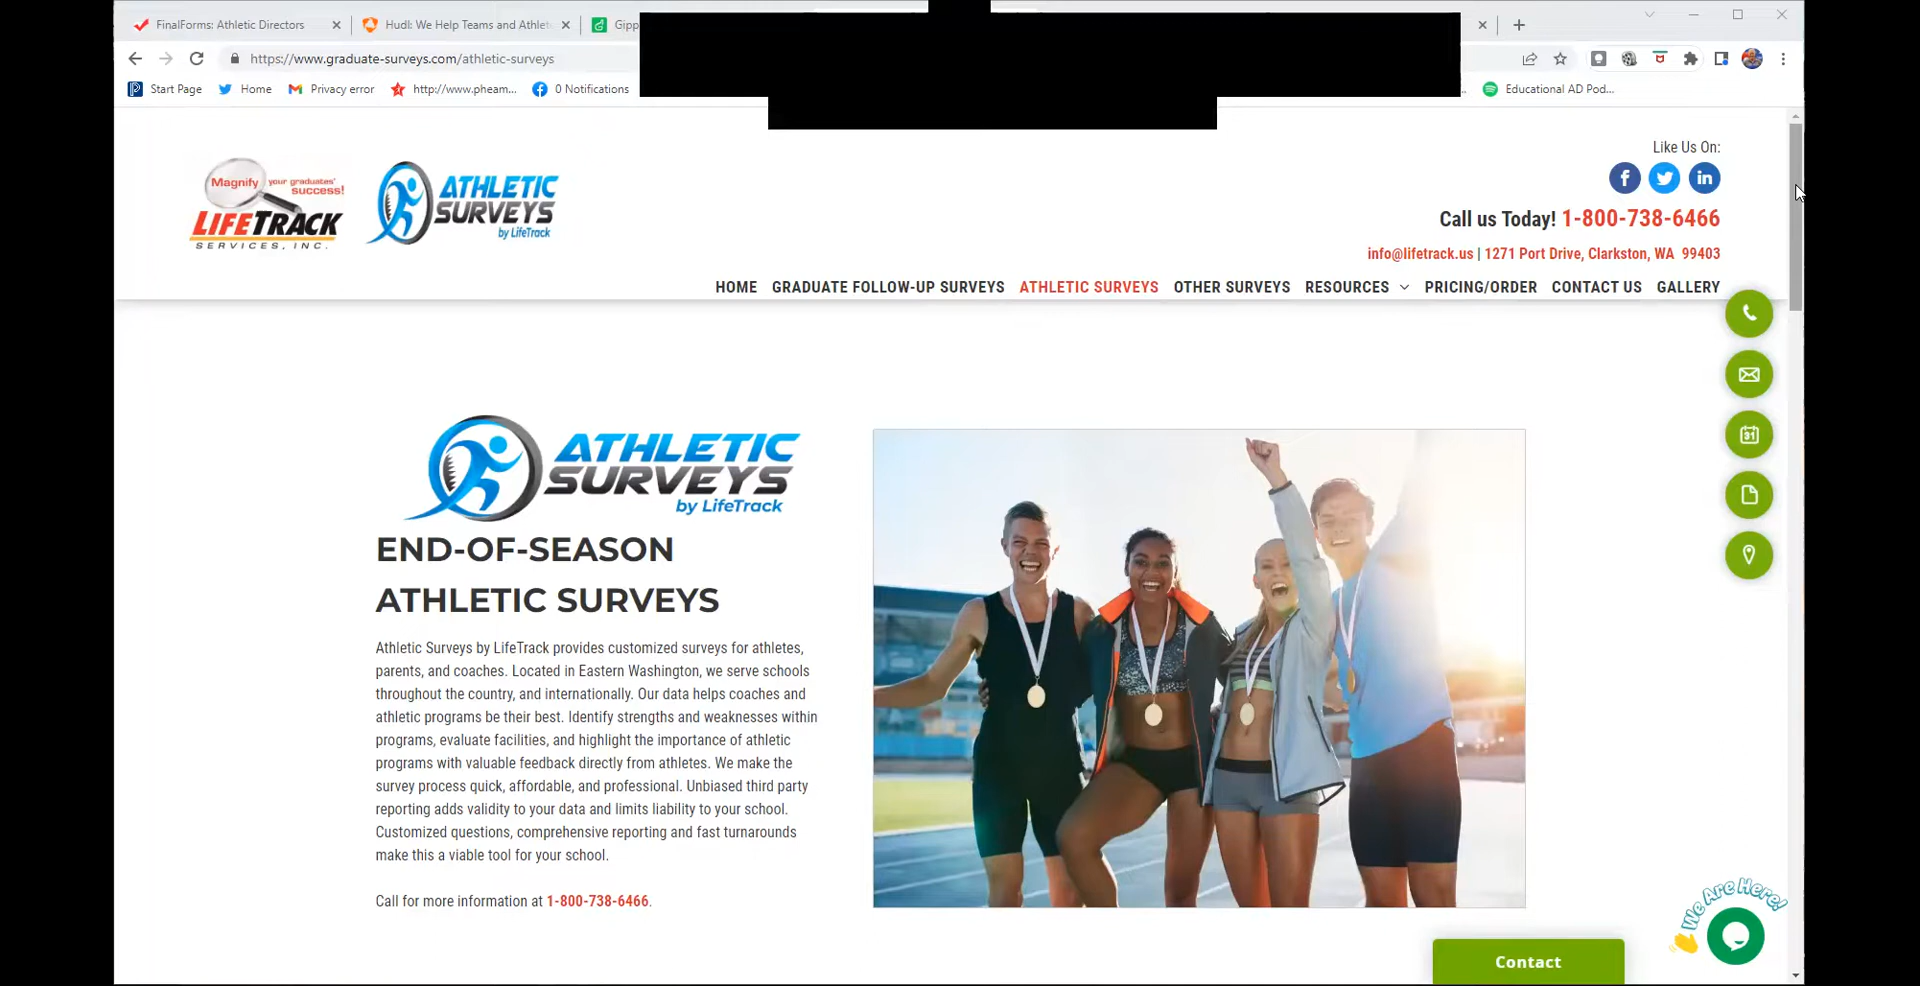 FinalForms: Athletic Directors
Hudl: We Help Teams and Athlet
Gipp
https://www.graduate-surveys.com/athletic-surveys
Start Page
Home
Privacy error
http://www.pheam...
0 Notifications
Educational AD Pod...
Magnify your graduates' success!
LIFETRACK
SERVICES, INC.
ATHLETIC
SURVEYS
by LifeTrack
Like Us On:
Call us Today! 1-800-738-6466
info@lifetrack.us | 1271 Port Drive, Clarkston, WA 99403
HOME GRADUATE FOLLOW-UP SURVEYS ATHLETIC SURVEYS OTHER SURVEYS RESOURCES PRICING/ORDER CONTACT US GALLERY
31
ATHLETIC
SURVEYS
by LifeTrack
END-OF-SEASON
ATHLETIC SURVEYS
Athletic Surveys by LifeTrack provides customized surveys for athletes,
parents, and coaches. Located in Eastern Washington, we serve schools
throughout the country, and internationally. Our data helps coaches and
athletic programs be their best. Identify strengths and weaknesses within
programs, evaluate facilities, and highlight the importance of athletic
programs with valuable feedback directly from athletes. We make the
survey process quick, affordable, and professional. Unbiased third party
reporting adds validity to your data and limits liability to your school.
Customized questions, comprehensive reporting and fast turnarounds
make this a viable tool for your school.
Call for more information at 1-800-738-6466.
We Are Here!
Contact